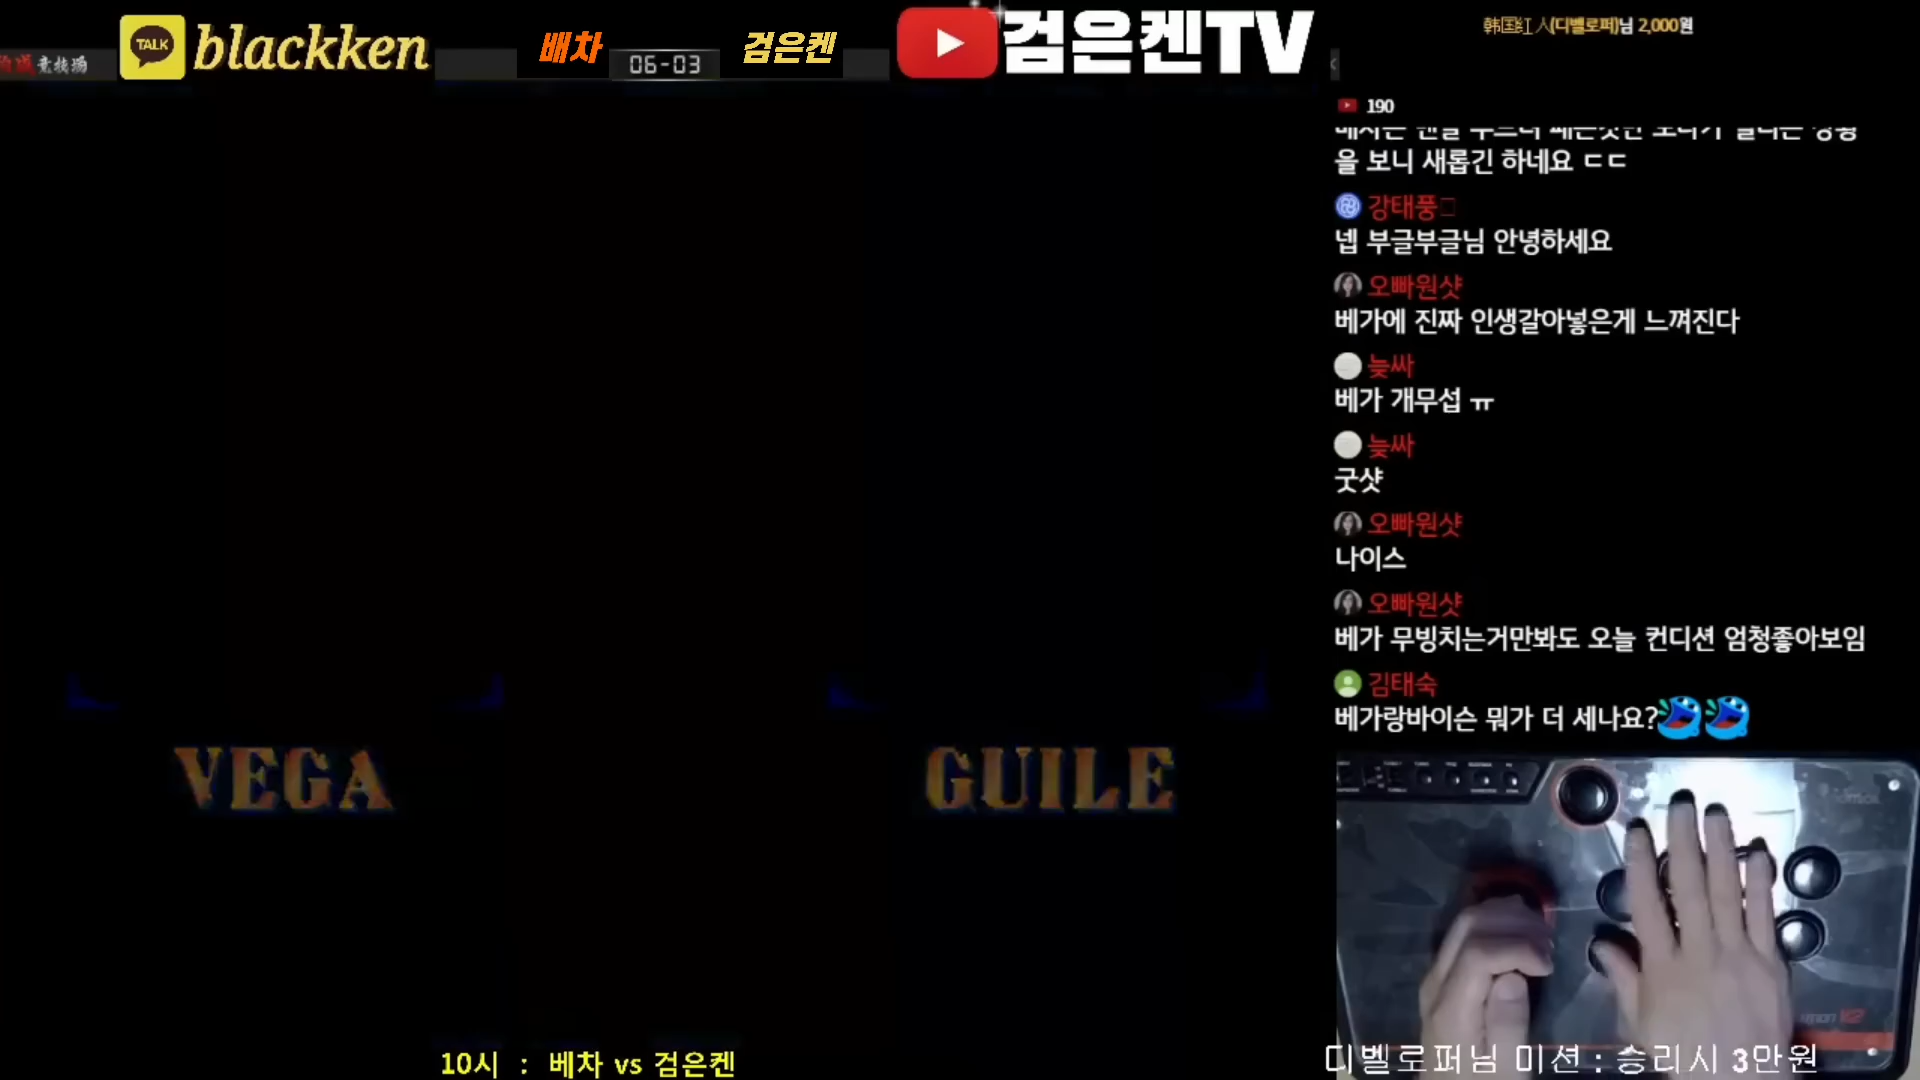 TALK
blackken
배차
06-03
검은켄
검은켄TV
(디벨로퍼)님 2,000원
190
을 보니 새롭긴 하네요 ㄷㄷ
강태풍
넵 부글부글님 안녕하세요
오빠원샷
베가에 진짜 인생갈아넣은게 느껴진다
늦싸
베가 개무섭 ㅠ
늦싸
굿샷
오빠원샷
나이스
오빠원샷
베가 무빙치는거만봐도 오늘 컨디션 엄청좋아보임
김태숙
베가랑바이슨 뭐가 더 세나요?
VEGA
GUILE
10시 : 베차 vs 검은켄
디벨로퍼님 미션 : 승리시 3만원